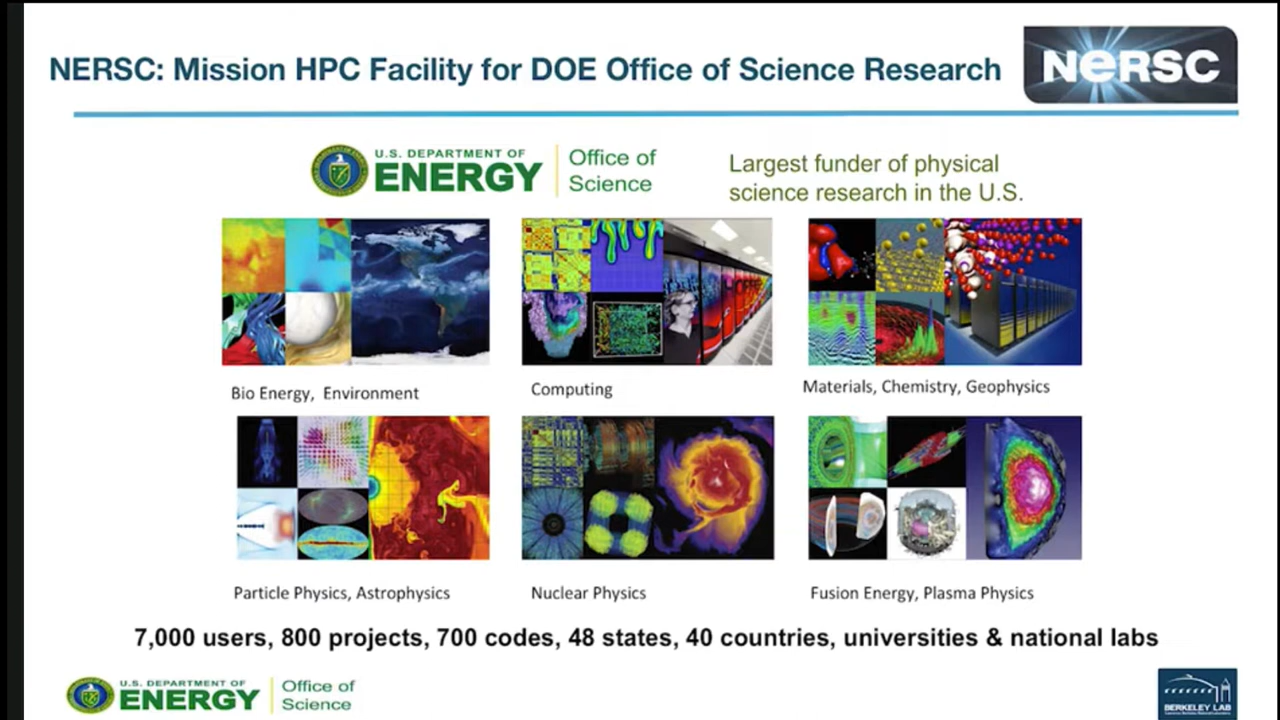 NERSC: Mission HPC Facility for DOE Office of Science Research
NERSC
U.S. DEPARTMENT OF
ENERGY
Office of
Science
Largest funder of physical
science research in the U.S.
Bio Energy, Environment
Computing
Materials, Chemistry, Geophysics
Particle Physics, Astrophysics
Nuclear Physics
Fusion Energy, Plasma Physics
7,000 users, 800 projects, 700 codes, 48 states, 40 countries, universities & national labs
U.S. DEPARTMENT OF
ENERGY
Office of
Science
BERKELEY LAB